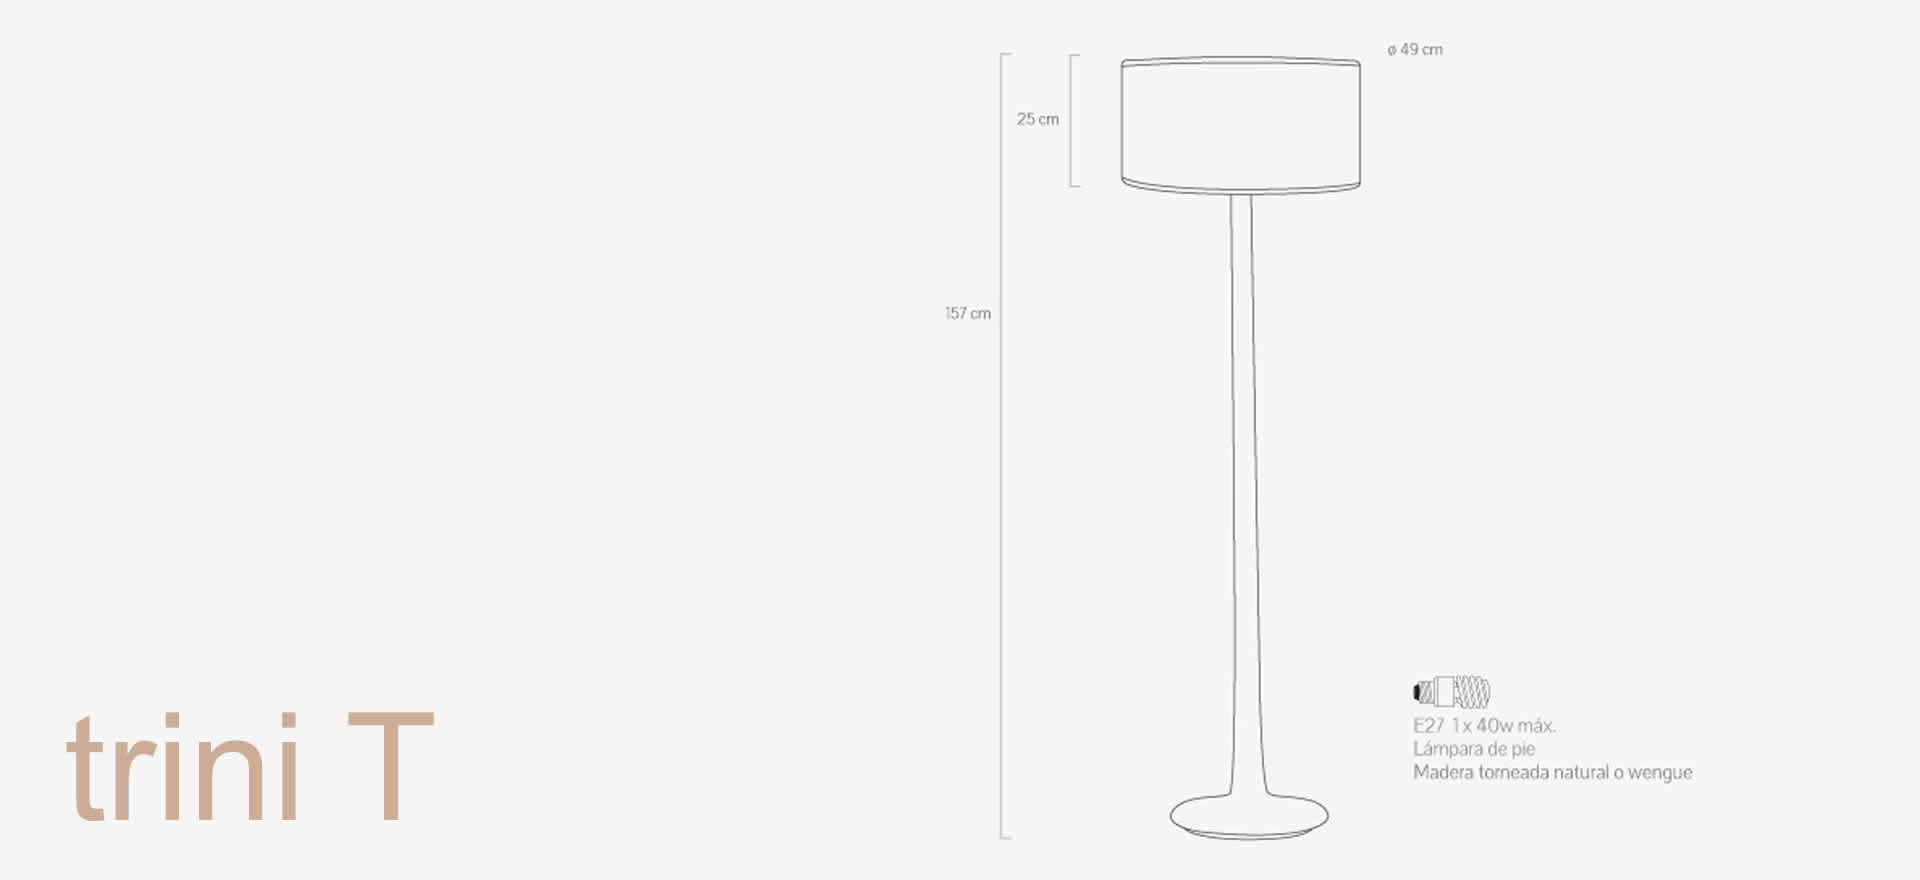 ø 49 cm
25 cm
157 cm
trini T
E27 1 x 40w máx.
Lámpara de pie
Madera torneada natural o wengue